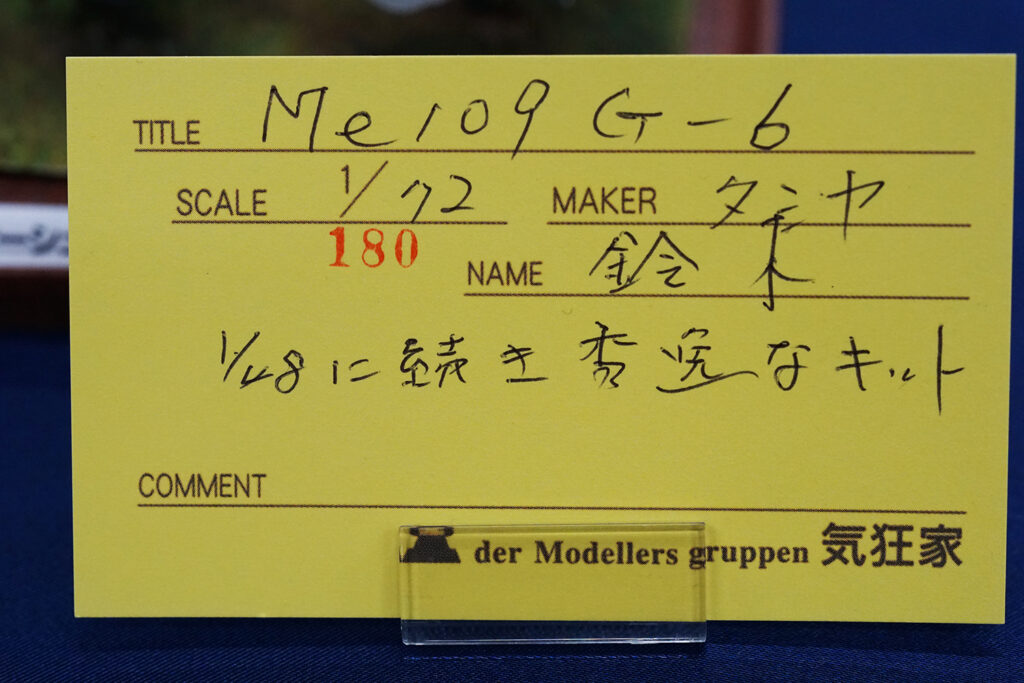 TITLE Me109 G-6
SCALE 1/72 MAKER タミヤ
180
NAME 鈴木
1/48に続き秀逸なキット
COMMENT
der Modellers gruppen 気狂家